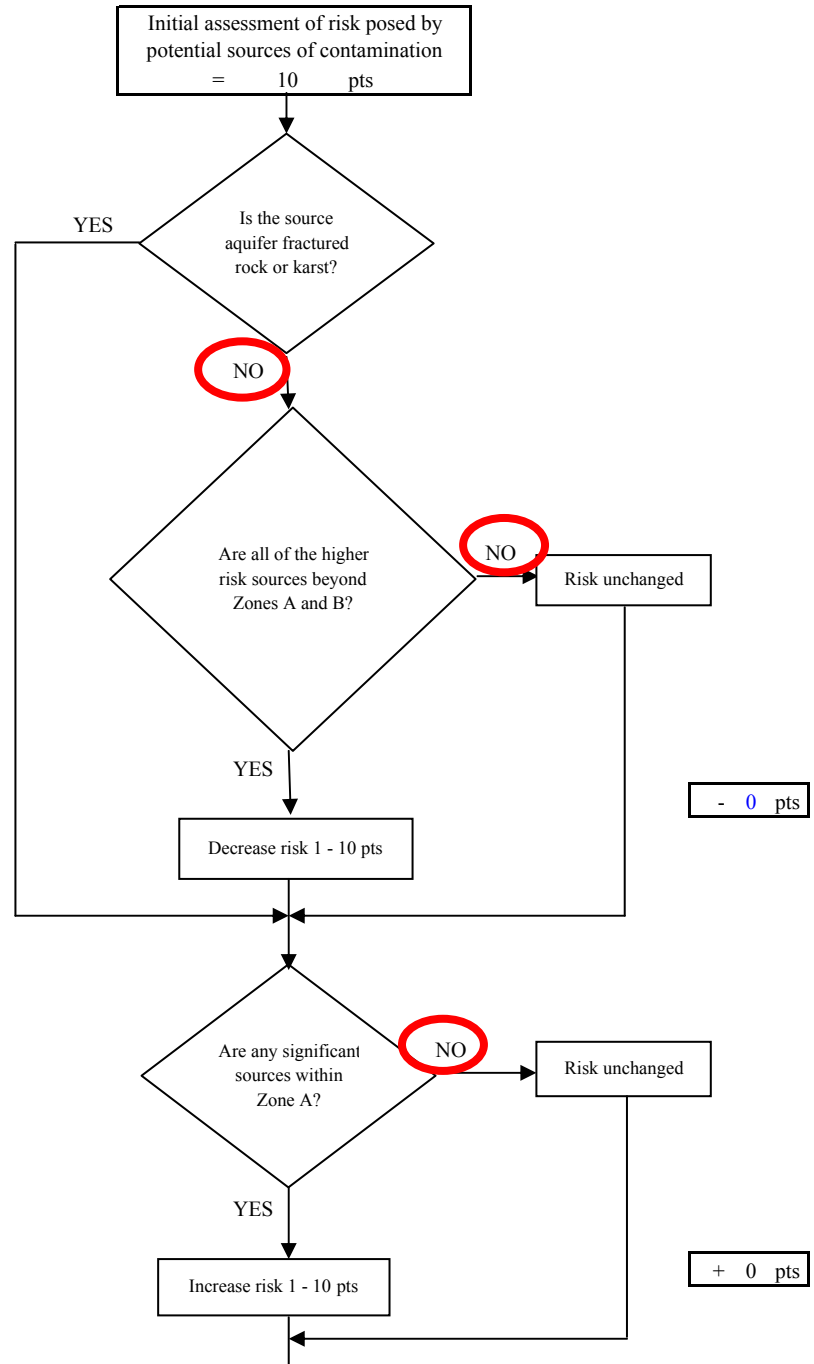 Initial assessment of risk posed by
potential sources of contamination
= 10 pts
YES
Is the source
aquifer fractured
rock or karst?
NO
Are all of the higher
risk sources beyond
Zones A and B?
NO
Risk unchanged
YES
- 0 pts
Decrease risk 1 - 10 pts
Are any significant
sources within
Zone A?
NO
Risk unchanged
YES
+ 0 pts
Increase risk 1 - 10 pts